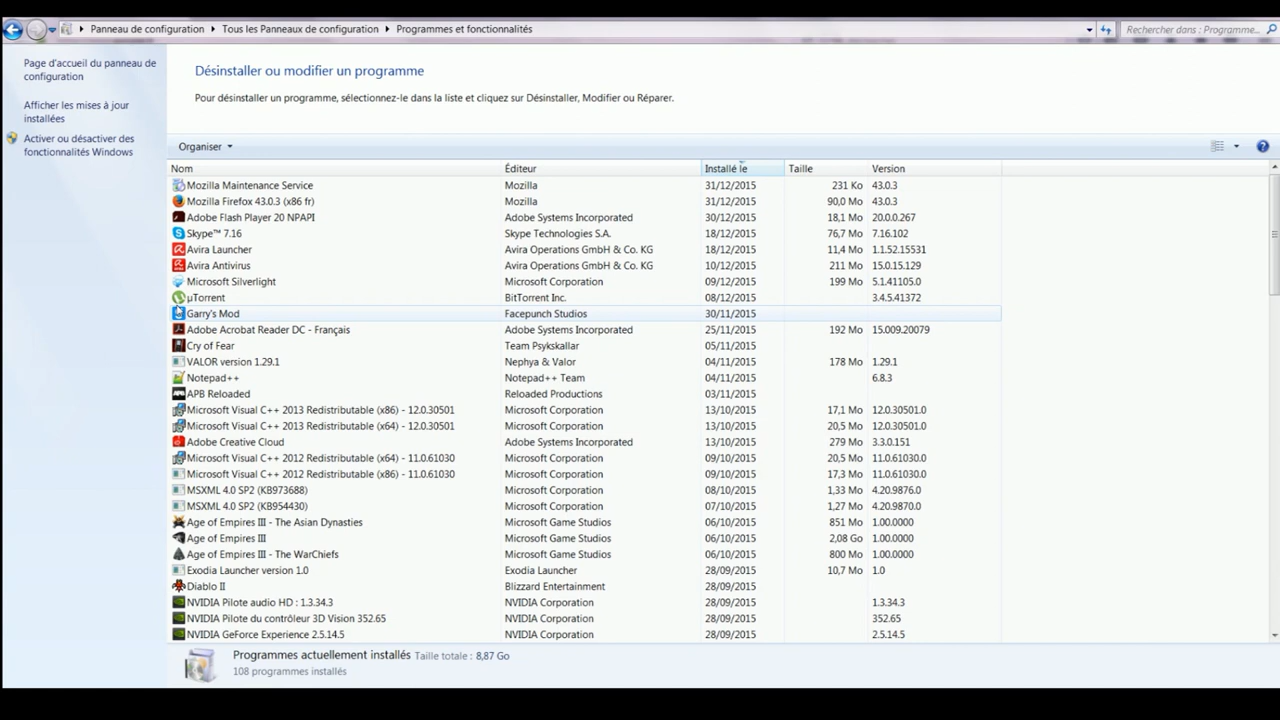 Panneau de configuration Tous les Panneaux de configuration Programmes et fonctionnalités Rechercher dans : Programme...
Page d'accueil du panneau de
configuration
Afficher les mises à jour
installées
Activer ou désactiver des
fonctionnalités Windows
Désinstaller ou modifier un programme
Pour désinstaller un programme, sélectionnez-le dans la liste et cliquez sur Désinstaller, Modifier ou Réparer.
Organiser
Nom Éditeur Installé le Taille Version
Mozilla Maintenance Service Mozilla 31/12/2015 231 Ko 43.0.3
Mozilla Firefox 43.0.3 (x86 fr) Mozilla 31/12/2015 90,0 Mo 43.0.3
Adobe Flash Player 20 NPAPI Adobe Systems Incorporated 30/12/2015 18,1 Mo 20.0.0.267
Skype™ 7.16 Skype Technologies S.A. 18/12/2015 76,7 Mo 7.16.102
Avira Launcher Avira Operations GmbH & Co. KG 18/12/2015 11,4 Mo 1.1.52.15531
Avira Antivirus Avira Operations GmbH & Co. KG 10/12/2015 211 Mo 15.0.15.129
Microsoft Silverlight Microsoft Corporation 09/12/2015 199 Mo 5.1.41105.0
µTorrent BitTorrent Inc. 08/12/2015 3.4.5.41372
Garry's Mod Facepunch Studios 30/11/2015
Adobe Acrobat Reader DC - Français Adobe Systems Incorporated 25/11/2015 192 Mo 15.009.20079
Cry of Fear Team Psykskallar 05/11/2015
VALOR version 1.29.1 Nephya & Valor 04/11/2015 178 Mo 1.29.1
Notepad++ Notepad++ Team 04/11/2015 6.8.3
APB Reloaded Reloaded Productions 03/11/2015
Microsoft Visual C++ 2013 Redistributable (x86) - 12.0.30501 Microsoft Corporation 13/10/2015 17,1 Mo 12.0.30501.0
Microsoft Visual C++ 2013 Redistributable (x64) - 12.0.30501 Microsoft Corporation 13/10/2015 20,5 Mo 12.0.30501.0
Adobe Creative Cloud Adobe Systems Incorporated 13/10/2015 279 Mo 3.3.0.151
Microsoft Visual C++ 2012 Redistributable (x64) - 11.0.61030 Microsoft Corporation 09/10/2015 20,5 Mo 11.0.61030.0
Microsoft Visual C++ 2012 Redistributable (x86) - 11.0.61030 Microsoft Corporation 09/10/2015 17,3 Mo 11.0.61030.0
MSXML 4.0 SP2 (KB973688) Microsoft Corporation 08/10/2015 1,33 Mo 4.20.9876.0
MSXML 4.0 SP2 (KB954430) Microsoft Corporation 07/10/2015 1,27 Mo 4.20.9870.0
Age of Empires III - The Asian Dynasties Microsoft Game Studios 06/10/2015 851 Mo 1.00.0000
Age of Empires III Microsoft Game Studios 06/10/2015 2,08 Go 1.00.0000
Age of Empires III - The WarChiefs Microsoft Game Studios 06/10/2015 800 Mo 1.00.0000
Exodia Launcher version 1.0 Exodia Launcher 28/09/2015 10,7 Mo 1.0
Diablo II Blizzard Entertainment 28/09/2015
NVIDIA Pilote audio HD : 1.3.34.3 NVIDIA Corporation 28/09/2015 1.3.34.3
NVIDIA Pilote du contrôleur 3D Vision 352.65 NVIDIA Corporation 28/09/2015 352.65
NVIDIA GeForce Experience 2.5.14.5 NVIDIA Corporation 28/09/2015 2.5.14.5
Programmes actuellement installés Taille totale : 8,87 Go
108 programmes installés